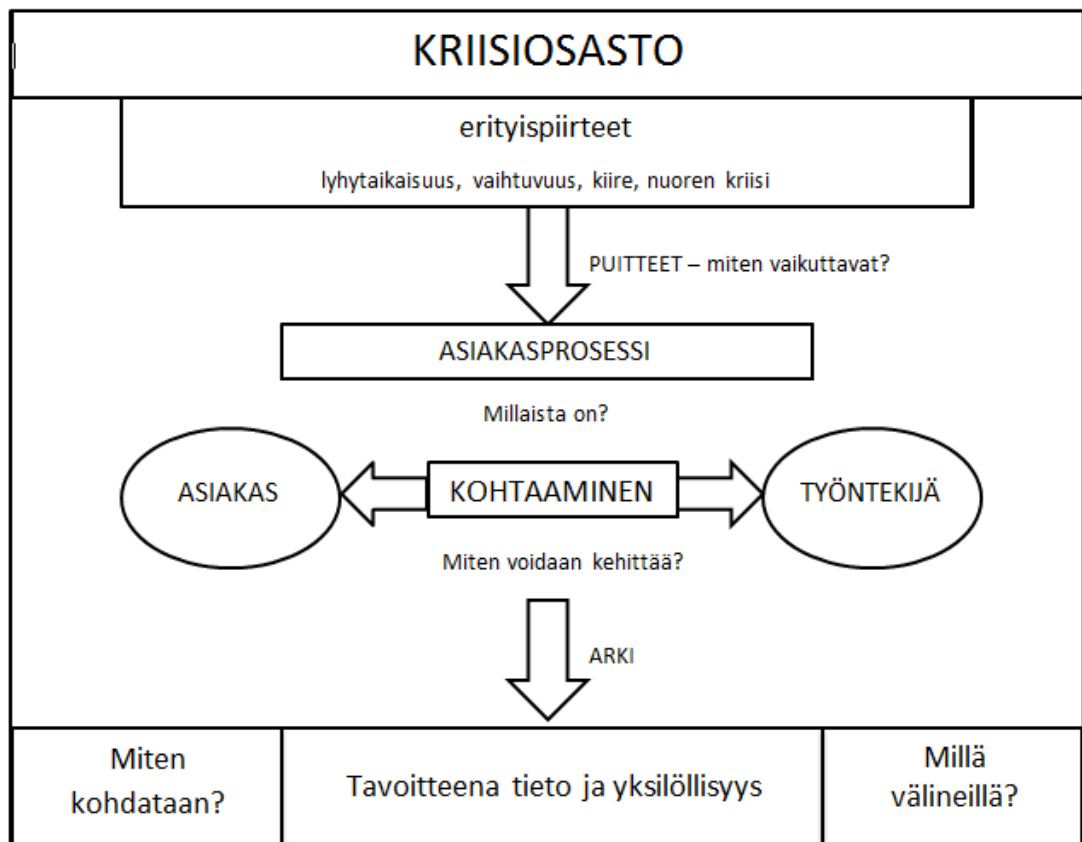 KRIISIOSASTO
erityispiirteet
lyhytaikaisuus, vaihtuvuus, kiire, nuoren kriisi
PUITTEET – miten vaikuttavat?
ASIAKASPROSESSI
Millaista on?
ASIAKAS
KOHTAAMINEN
TYÖNTEKIJÄ
Miten voidaan kehittää?
ARKI
Miten
kohdataan?
Tavoitteena tieto ja yksilöllisyys
Millä
välineillä?